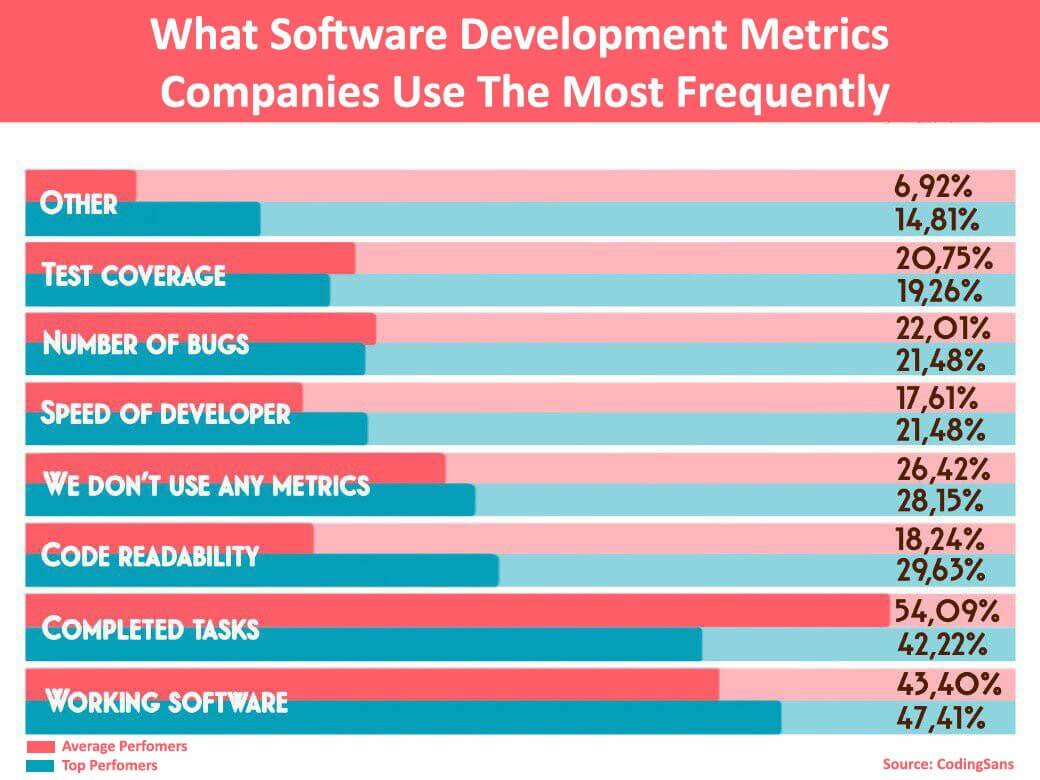 What Software Development Metrics
Companies Use The Most Frequently
OTHER
6,92%
14,81%
TEST COVERAGE
20,75%
19,26%
NUMBER OF BUGS
22,01%
21,48%
SPEED OF DEVELOPER
17,61%
21,48%
WE DON'T USE ANY METRICS
26,42%
28,15%
CODE READABILITY
18,24%
29,63%
COMPLETED TASKS
54,09%
42,22%
WORKING SOFTWARE
43,40%
47,41%
Average Perfomers
Top Perfomers
Source: CodingSans